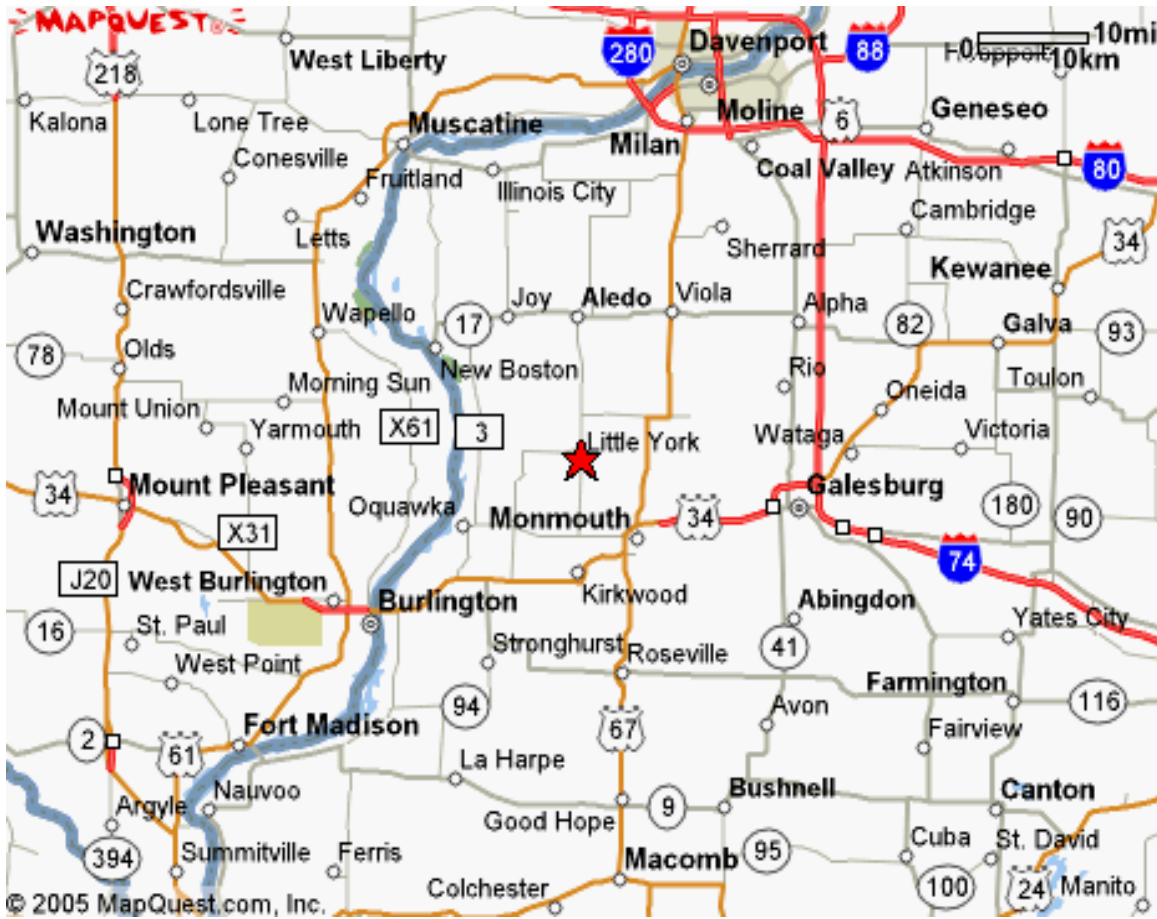 MAPQUEST®
218
West Liberty
280
Davenport
88
0
10mi
10km
Kalona
Lone Tree
Muscatine
Moline
6
Geneseo
Conesville
Milan
Coal Valley
Atkinson
80
Fruitland
Illinois City
Letts
Washington
Sherrard
Cambridge
34
Kewanee
Crawfordsville
Wapello
17
Joy
Aledo
Viola
Alpha
82
Galva
93
78
Olds
New Boston
Rio
Toulon
Morning Sun
Oneida
Mount Union
Yarmouth
X61
3
Little York
Wataga
Victoria
34
Mount Pleasant
Oquawka
Monmouth
34
Galesburg
180
90
X31
74
J20
West Burlington
Burlington
Kirkwood
Abingdon
Yates City
16
St. Paul
Stronghurst
Roseville
41
West Point
Farmington
116
94
Avon
2
61
Fort Madison
67
Fairview
La Harpe
Argyle
Nauvoo
Good Hope
9
Bushnell
Canton
394
Summitville
Ferris
Macomb
95
Cuba
St. David
Colchester
100
24
Manito
© 2005 MapQuest.com, Inc.